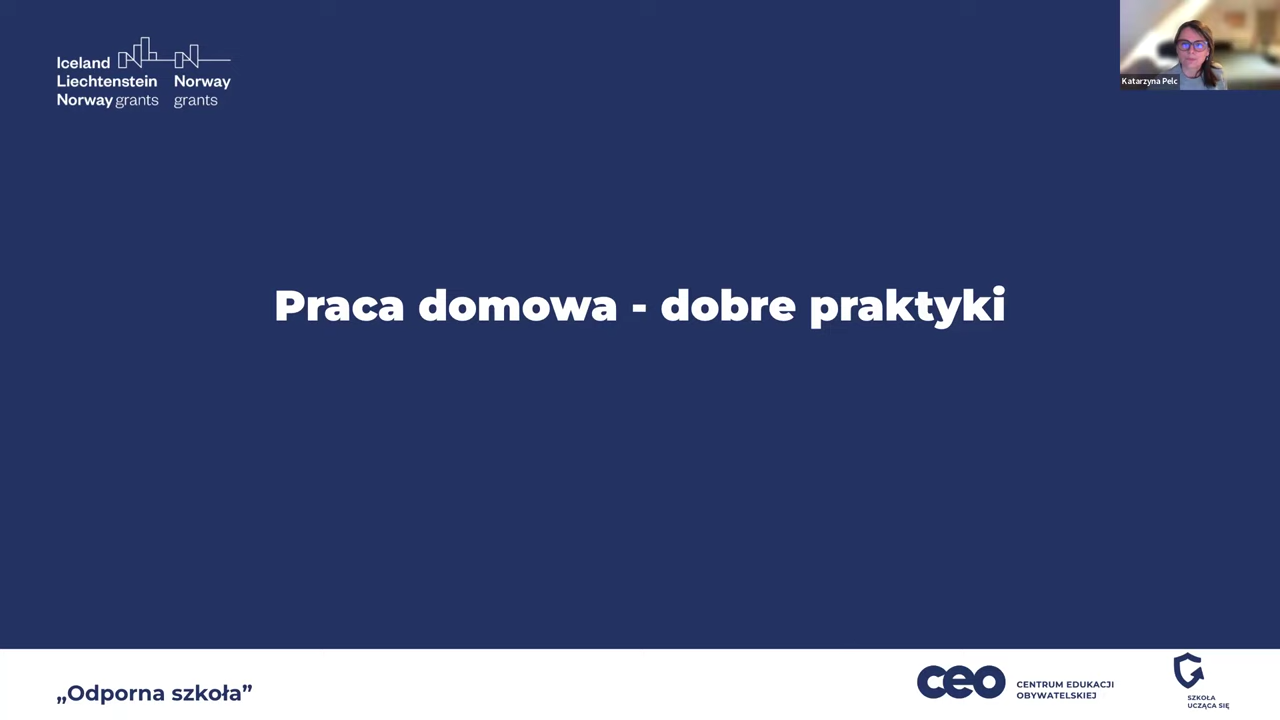 Iceland
Liechtenstein
Norway grants
Norway
grants
Katarzyna Pelc
Praca domowa - dobre praktyki
„Odporna szkoła”
ceo
CENTRUM EDUKACJI
OBYWATELSKIEJ
SZKOŁA
UCZĄCA SIĘ